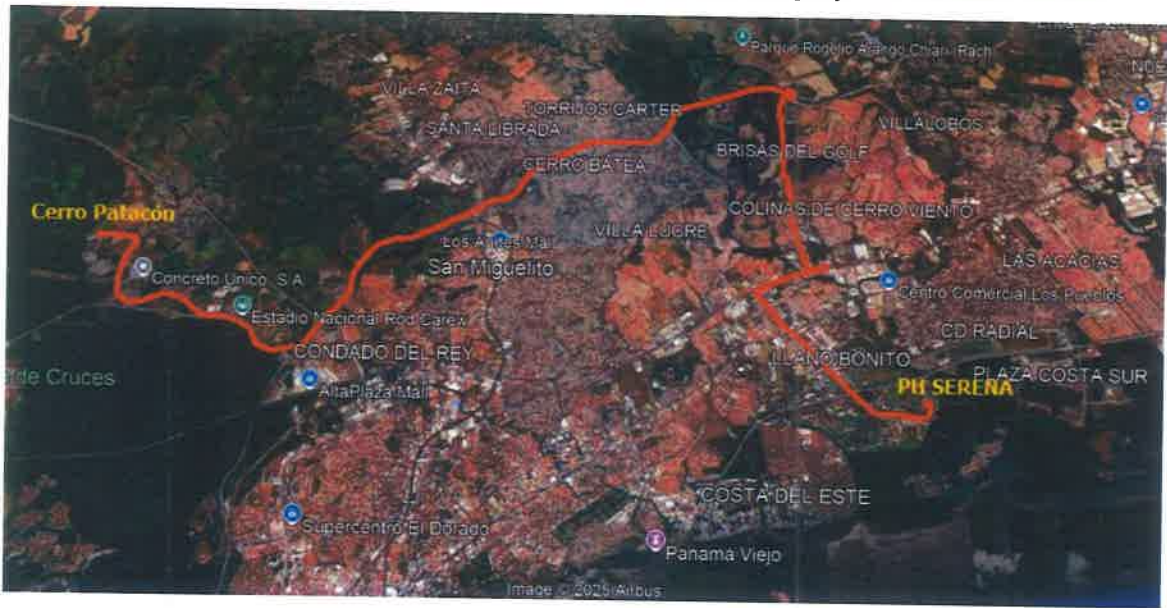 Parque Rogelio Arango Chiari (Rach
VILLA ZAITA
TORRIJOS CARTER
SANTA LIBRADA
VILLALOBOS
BRISAS DEL GOLF
CERRO BATEA
Cerro Patacón
COLINAS DE CERRO VIENTO
VILLA LUCRE
Los Andes Mall
San Miguelito
LAS ACACIAS
Concreto Unico, S.A
Centro Comercial Los Pueblos
Estadio Nacional Rod Carew
CD RADIAL
CONDADO DEL REY
LLANO BONITO
PLAZA COSTA SUR
de Cruces
AltaPlaza Mall
PH SERENA
COSTA DEL ESTE
Supercentro El Dorado
Panamá Viejo
Image © 2025 Airbus